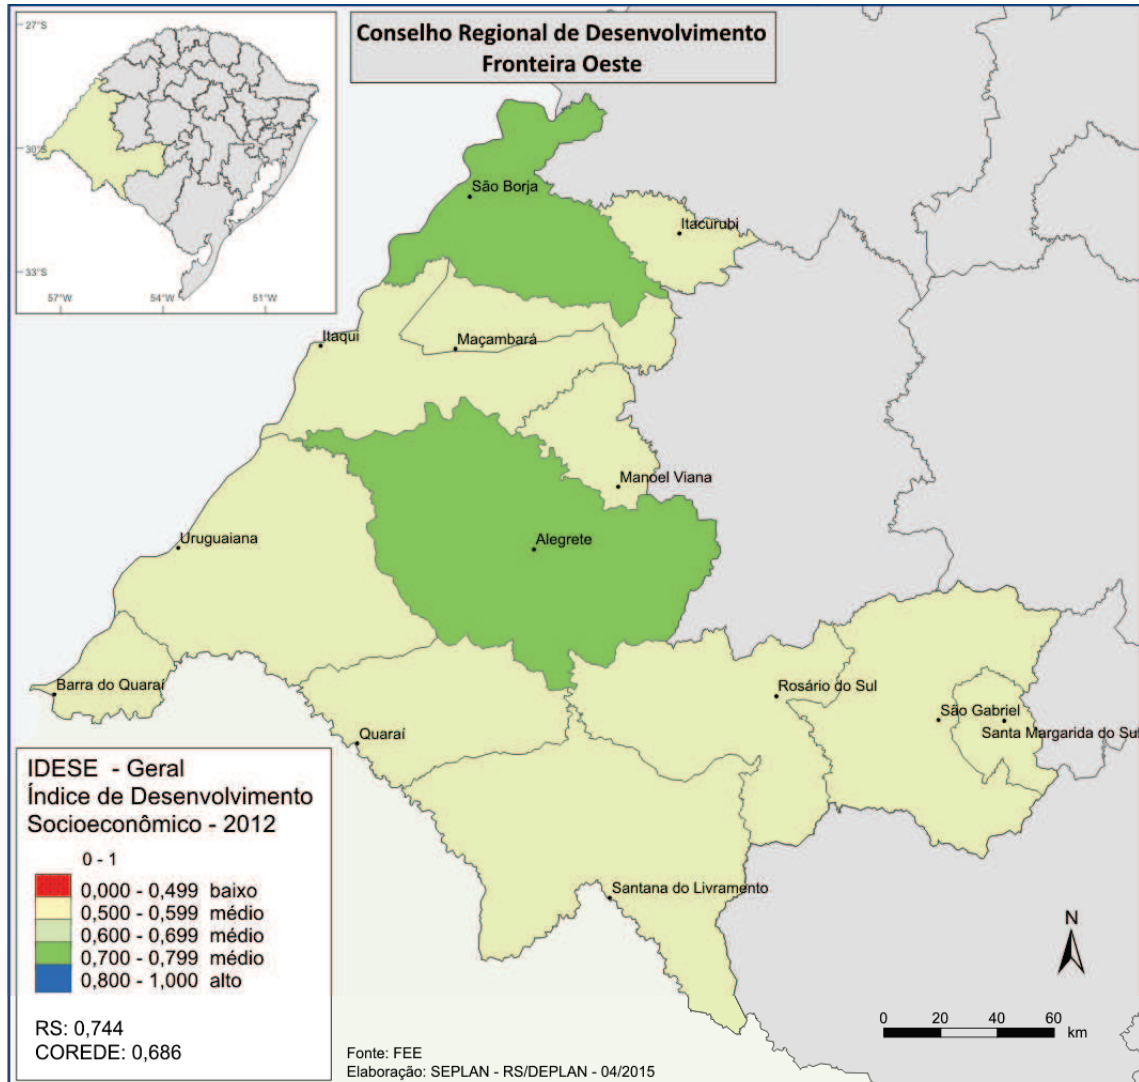 Conselho Regional de Desenvolvimento
Fronteira Oeste
27°S
30°S
33°S
57°W
54°W
51°W
São Borja
Itacurubi
Itaqui
Maçambará
Manoel Viana
Uruguaiana
Alegrete
Barra do Quaraí
Rosário do Sul
São Gabriel
Santa Margarida do Sul
Quaraí
Santana do Livramento
IDESE - Geral
Índice de Desenvolvimento
Socioeconômico - 2012
0 - 1
0,000 - 0,499 baixo
0,500 - 0,599 médio
0,600 - 0,699 médio
0,700 - 0,799 médio
0,800 - 1,000 alto
RS: 0,744
COREDE: 0,686
Fonte: FEE
Elaboração: SEPLAN - RS/DEPLAN - 04/2015
N
0 20 40 60
km